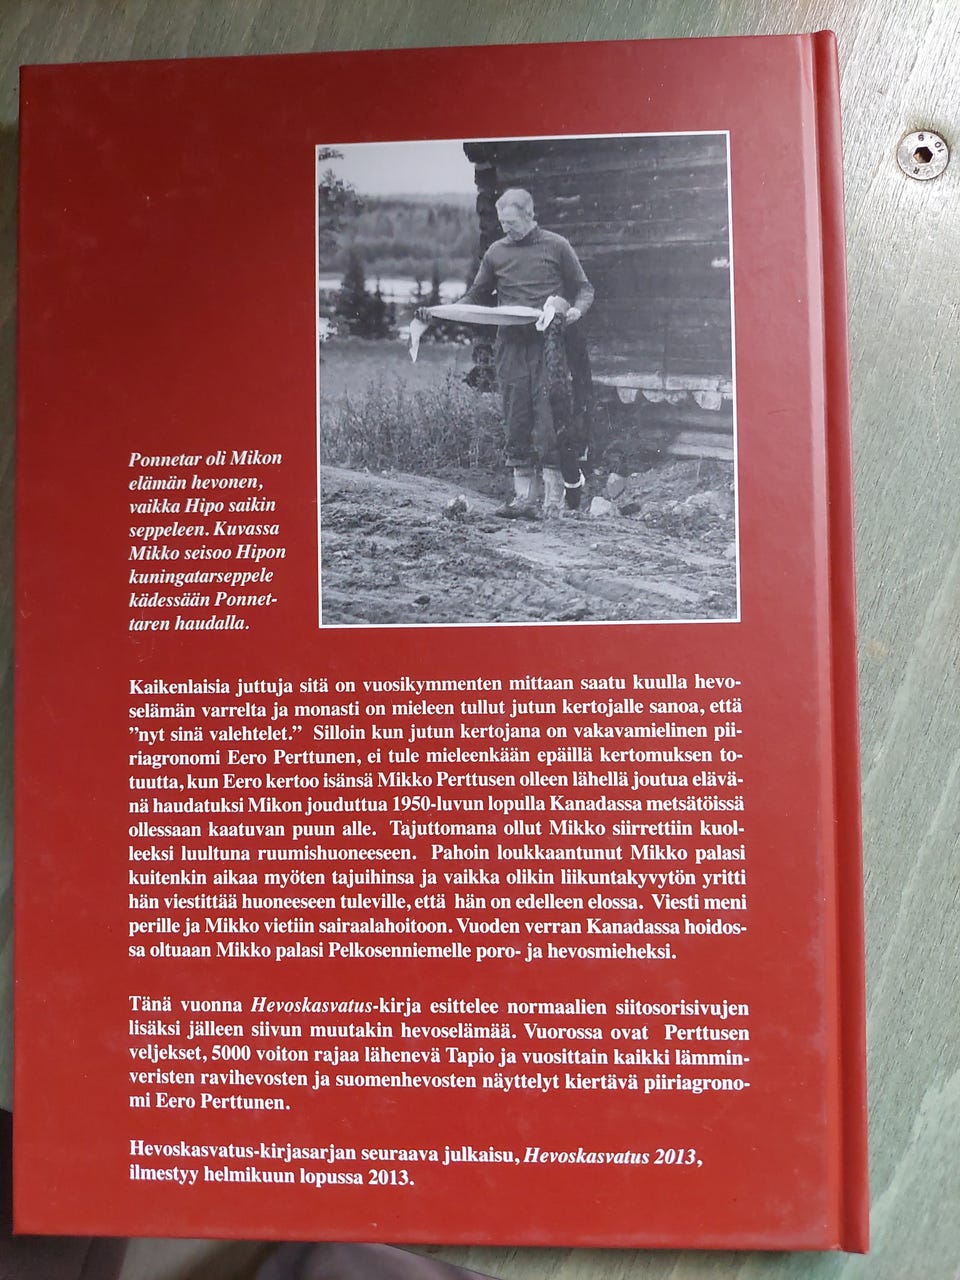 Ponnetar oli Mikon
elämän hevonen,
vaikka Hipo saikin
seppeleen. Kuvassa
Mikko seisoo Hipon
kuningatarseppele
kädessään Ponnet-
taren haudalla.
Kaikenlaisia juttuja sitä on vuosikymmenten mittaan saatu kuulla hevo-
selämän varrelta ja monasti on mieleen tullut jutun kertojalle sanoa, että
”nyt sinä valehtelet.” Silloin kun jutun kertojana on vakavamielinen pii-
riagronomi Eero Perttunen, ei tule mieleenkään epäillä kertomuksen to-
tuutta, kun Eero kertoo isänsä Mikko Perttusen olleen lähellä joutua elävä-
nä haudatuksi Mikon jouduttua 1950-luvun lopulla Kanadassa metsätöissä
ollessaan kaatuvan puun alle. Tajuttomana ollut Mikko siirrettiin kuol-
leeksi luultuna ruumishuoneeseen. Pahoin loukkaantunut Mikko palasi
kuitenkin aikaa myöten tajuihinsa ja vaikka olikin liikuntakyvytön yritti
hän viestittää huoneeseen tuleville, että hän on edelleen elossa. Viesti meni
perille ja Mikko vietiin sairaalahoitoon. Vuoden verran Kanadassa hoidos-
sa oltuaan Mikko palasi Pelkosenniemelle poro- ja hevosmieheksi.
Tänä vuonna Hevoskasvatus-kirja esittelee normaalien siitosorisivujen
lisäksi jälleen siivun muutakin hevoselämää. Vuorossa ovat Perttusen
veljekset, 5000 voiton rajaa lähenevä Tapio ja vuosittain kaikki lämmin-
veristen ravihevosten ja suomenhevosten näyttelyt kiertävä piiriagrono-
mi Eero Perttunen.
Hevoskasvatus-kirjasarjan seuraava julkaisu, Hevoskasvatus 2013,
ilmestyy helmikuun lopussa 2013.